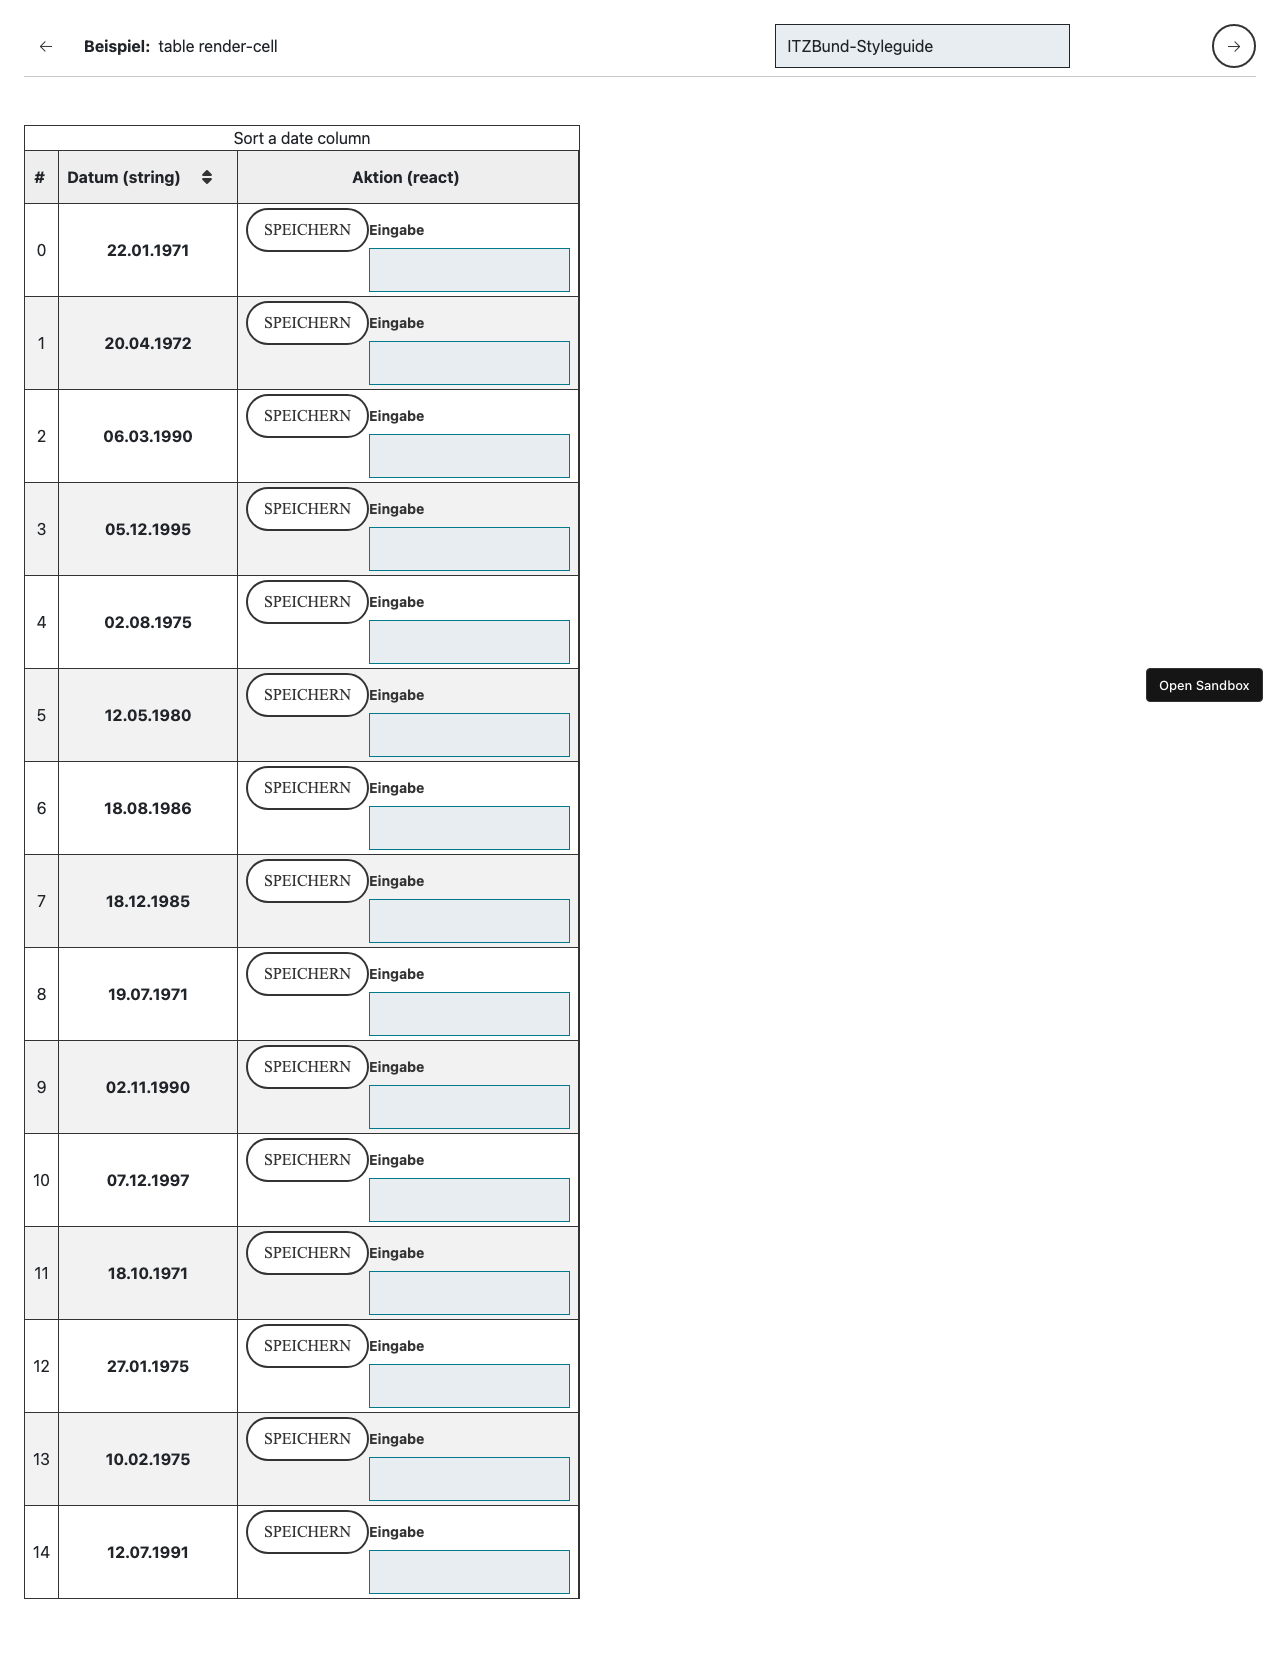 Beispiel: table render-cell
ITZBund-Styleguide
Sort a date column
# Datum (string) Aktion (react)
0 22.01.1971 SPEICHERN Eingabe
1 20.04.1972 SPEICHERN Eingabe
2 06.03.1990 SPEICHERN Eingabe
3 05.12.1995 SPEICHERN Eingabe
4 02.08.1975 SPEICHERN Eingabe
5 12.05.1980 SPEICHERN Eingabe
Open Sandbox
6 18.08.1986 SPEICHERN Eingabe
7 18.12.1985 SPEICHERN Eingabe
8 19.07.1971 SPEICHERN Eingabe
9 02.11.1990 SPEICHERN Eingabe
10 07.12.1997 SPEICHERN Eingabe
11 18.10.1971 SPEICHERN Eingabe
12 27.01.1975 SPEICHERN Eingabe
13 10.02.1975 SPEICHERN Eingabe
14 12.07.1991 SPEICHERN Eingabe